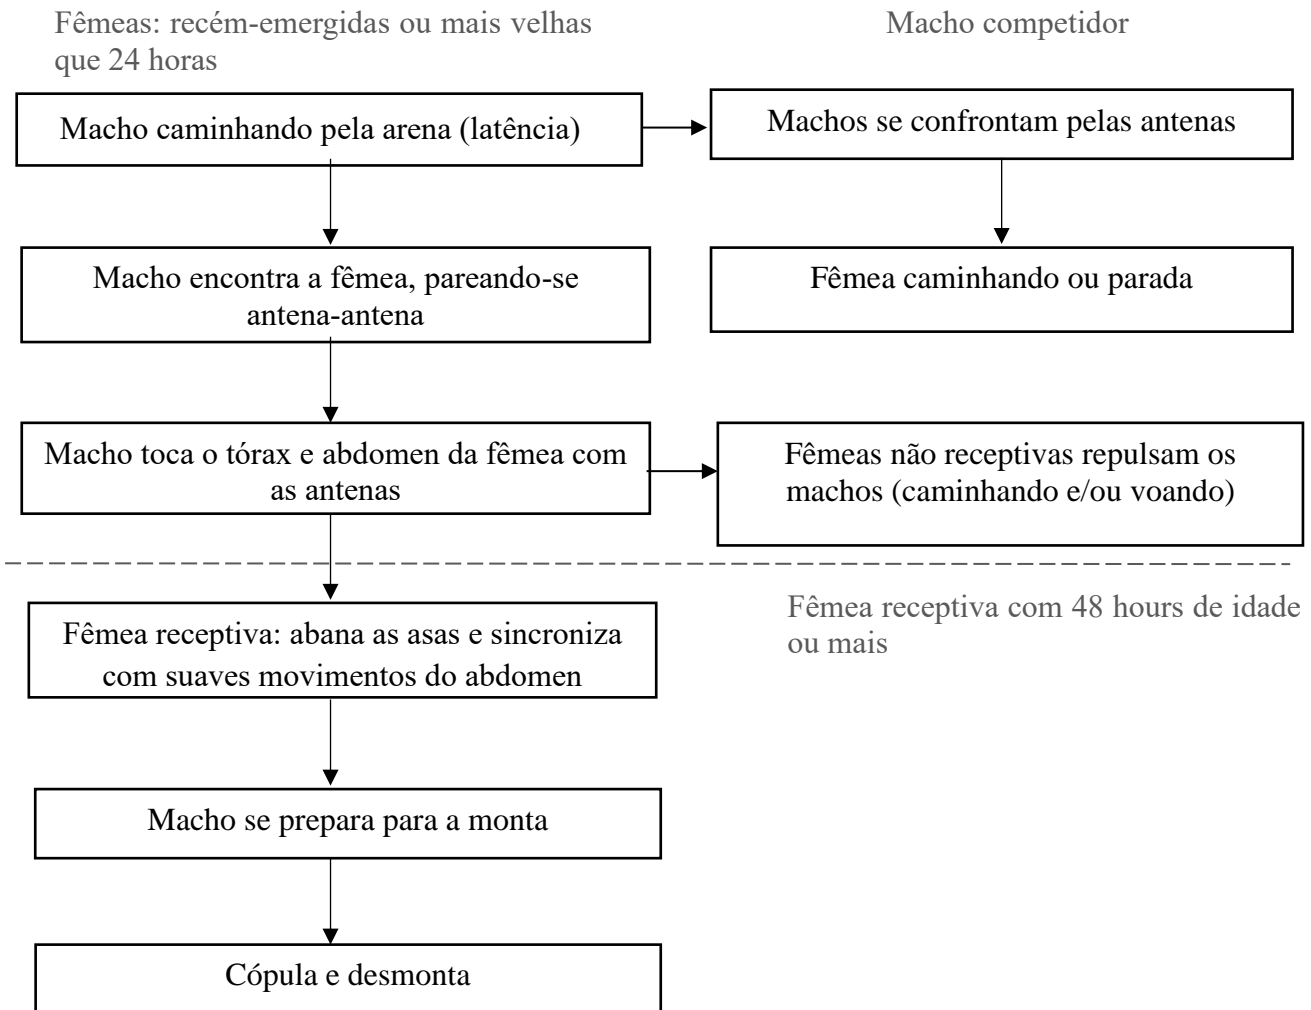 Fêmeas: recém-emergidas ou mais velhas
que 24 horas
Macho competidor
Macho caminhando pela arena (latência)
Machos se confrontam pelas antenas
Macho encontra a fêmea, pareando-se
antena-antena
Fêmea caminhando ou parada
Macho toca o tórax e abdomen da fêmea com
as antenas
Fêmeas não receptivas repulsam os
machos (caminhando e/ou voando)
Fêmea receptiva com 48 hours de idade
ou mais
Fêmea receptiva: abana as asas e sincroniza
com suaves movimentos do abdomen
Macho se prepara para a monta
Cópula e desmonta